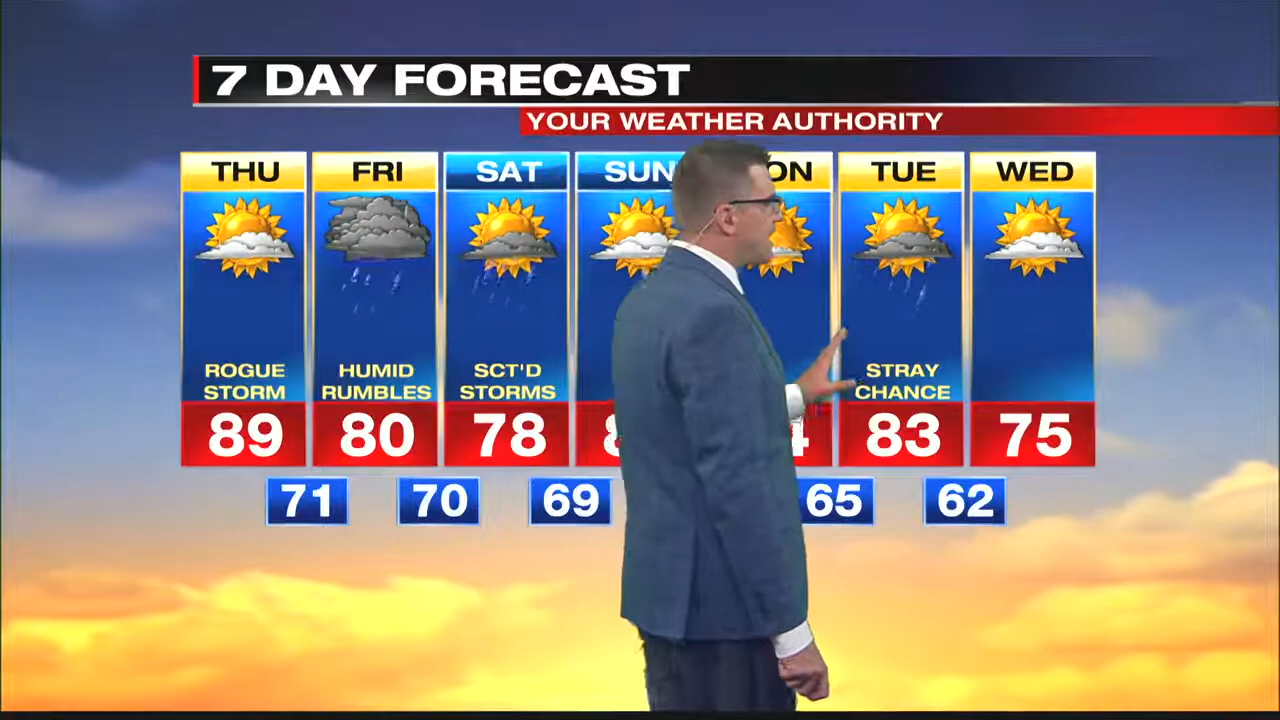 7 DAY FORECAST
YOUR WEATHER AUTHORITY
THU FRI SAT SUN TUE WED
ROGUE STORM
HUMID RUMBLES
SCT'D STORMS
STRAY CHANCE
89 80 78 83 75
71 70 69 65 62